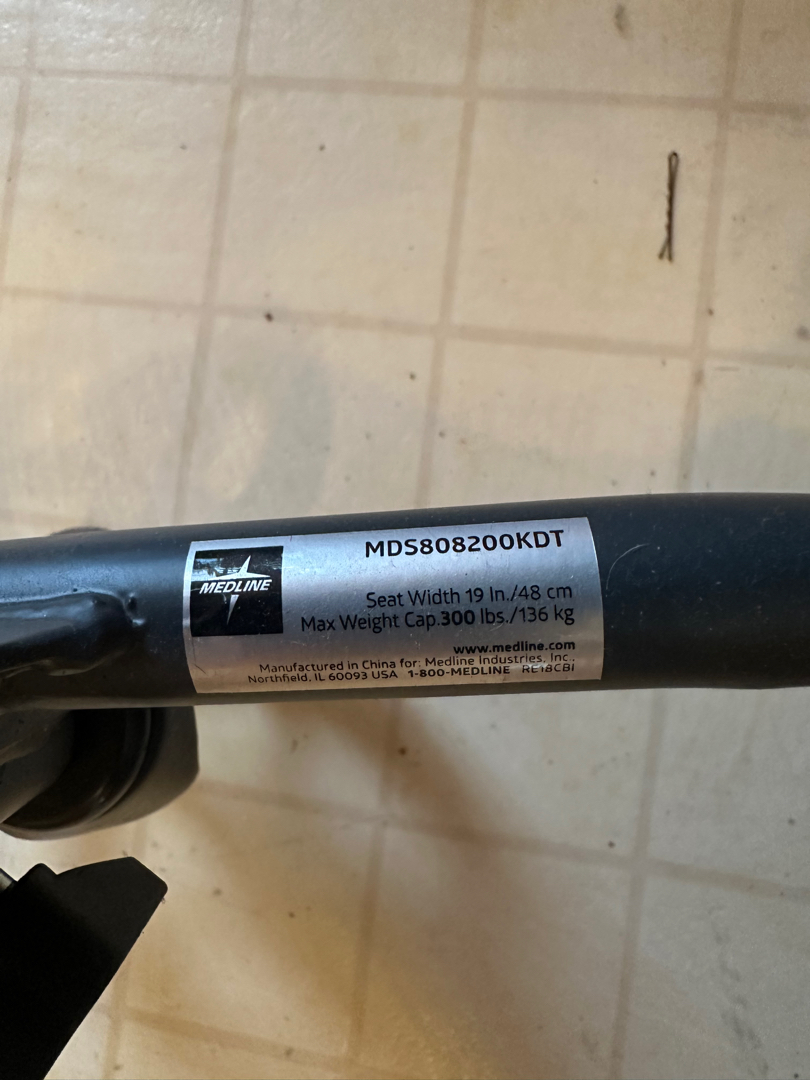 MEDLINE
MDS808200KDT
Seat Width 19 In./48 cm
Max Weight Cap.300 lbs./136 kg
www.medline.com
Manufactured in China for: Medline Industries, Inc.,
Northfield, IL 60093 USA 1-800-MEDLINE RE18CBI